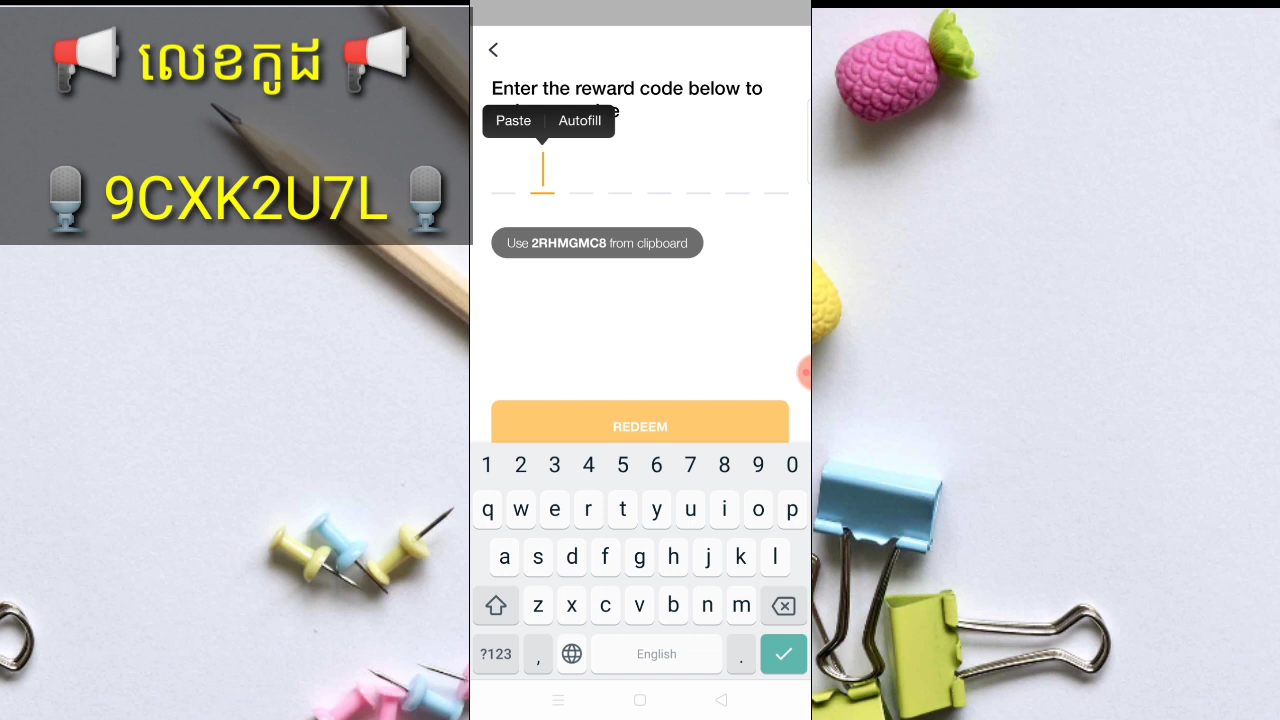 លេខកូដ
9CXK2U7L
Enter the reward code below to
Paste Autofill
Use 2RHMGMC8 from clipboard
REDEEM
1 2 3 4 5 6 7 8 9 0
q w e r t y u i o p
a s d f g h j k l
z x c v b n m
?123 , English .